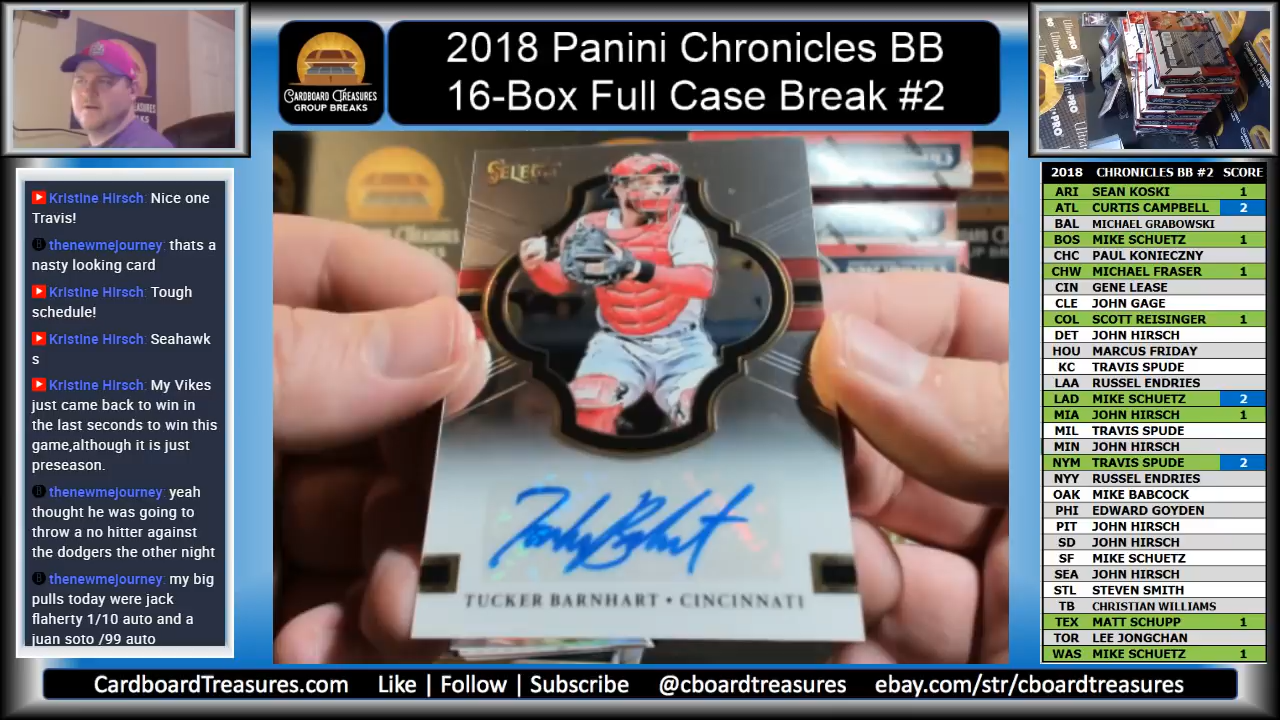 2018 Panini Chronicles BB
16-Box Full Case Break #2
CARDBOARD TREASURES
GROUP BREAKS
Kristine Hirsch: Nice one
Travis!
thenewmejourney: thats a
nasty looking card
Kristine Hirsch: Tough
schedule!
Kristine Hirsch: Seahawk
s
Kristine Hirsch: My Vikes
just came back to win in
the last seconds to win this
game,although it is just
preseason.
thenewmejourney: yeah
thought he was going to
throw a no hitter against
the dodgers the other night
thenewmejourney: my big
pulls today were jack
flaherty 1/10 auto and a
juan soto /99 auto
SELECT
Tucker Barnhart
TUCKER BARNHART • CINCINNATI
2018 CHRONICLES BB #2 SCORE
ARI SEAN KOSKI 1
ATL CURTIS CAMPBELL 2
BAL MICHAEL GRABOWSKI
BOS MIKE SCHUETZ 1
CHC PAUL KONIECZNY
CHW MICHAEL FRASER 1
CIN GENE LEASE
CLE JOHN GAGE
COL SCOTT REISINGER 1
DET JOHN HIRSCH
HOU MARCUS FRIDAY
KC TRAVIS SPUDE
LAA RUSSEL ENDRIES
LAD MIKE SCHUETZ 2
MIA JOHN HIRSCH 1
MIL TRAVIS SPUDE
MIN JOHN HIRSCH
NYM TRAVIS SPUDE 2
NYY RUSSEL ENDRIES
OAK MIKE BABCOCK
PHI EDWARD GOYDEN
PIT JOHN HIRSCH
SD JOHN HIRSCH
SF MIKE SCHUETZ
SEA JOHN HIRSCH
STL STEVEN SMITH
TB CHRISTIAN WILLIAMS
TEX MATT SCHUPP 1
TOR LEE JONGCHAN
WAS MIKE SCHUETZ 1
CardboardTreasures.com Like | Follow | Subscribe @cboardtreasures ebay.com/str/cboardtreasures